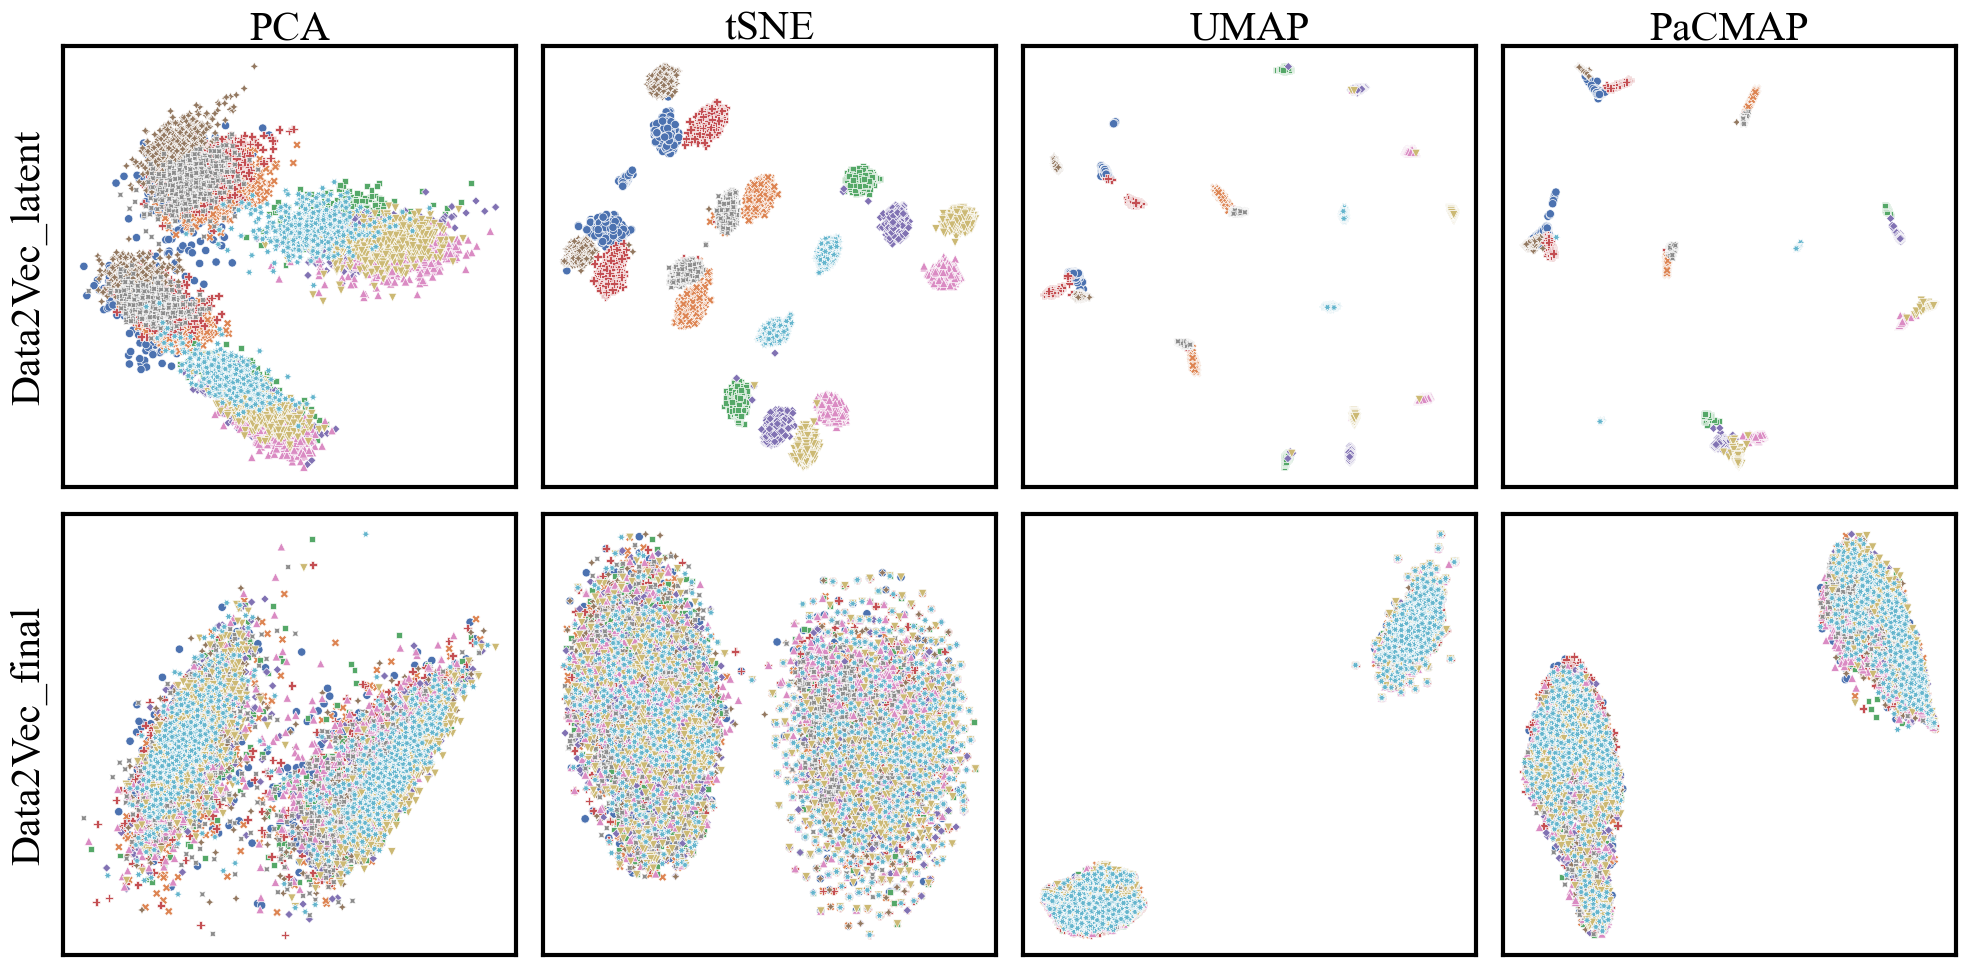 PCA
tSNE
UMAP
PaCMAP
Data2Vec_latent
Data2Vec_final